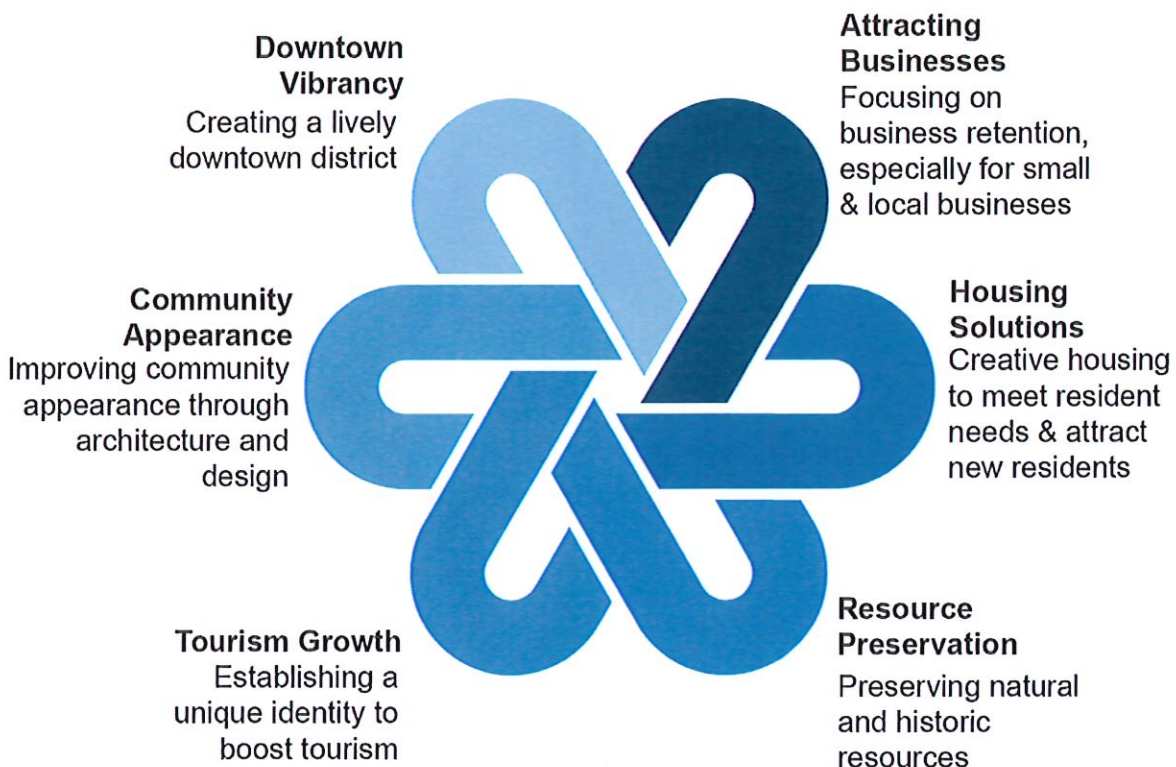 Downtown
Vibrancy
Creating a lively
downtown district
Attracting
Businesses
Focusing on
business retention,
especially for small
& local busineses
Community
Appearance
Improving community
appearance through
architecture and
design
Housing
Solutions
Creative housing
to meet resident
needs & attract
new residents
Tourism Growth
Establishing a
unique identity to
boost tourism
Resource
Preservation
Preserving natural
and historic
resources